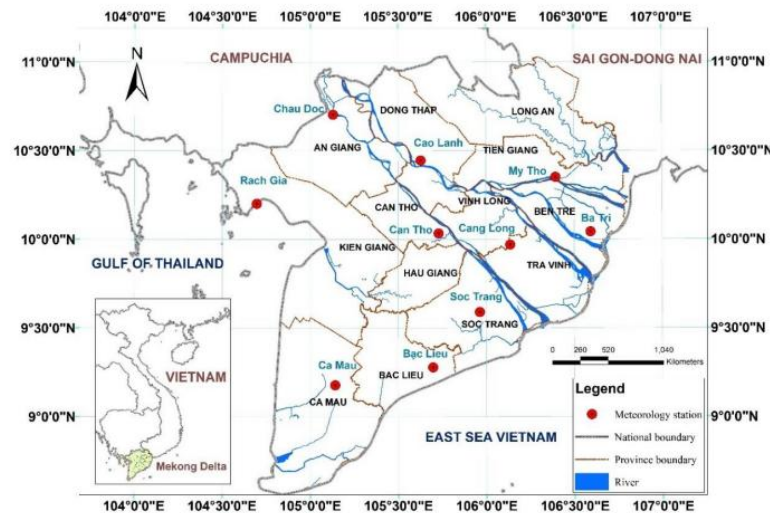 104°0'0"E 104°30'0"E 105°0'0"E 105°30'0"E 106°0'0"E 106°30'0"E 107°0'0"E
N
CAMPUCHIA
SAI GON-DONG NAI
11°0'0"N
11°0'0"N
Chau Doc
DONG THAP
LONG AN
AN GIANG
Cao Lanh
TIEN GIANG
10°30'0"N
10°30'0"N
My Tho
Rach Gia
VINH LONG
CAN THO
BEN TRE
Ba Tri
Can Tho
Cang Long
10°0'0"N
10°0'0"N
KIEN GIANG
GULF OF THAILAND
HAU GIANG
TRA VINH
Soc Trang
SOC TRANG
9°30'0"N
9°30'0"N
0 260 520 1,040
Kilometers
VIETNAM
Mekong Delta
Ca Mau
Bạc Lieu
BẠC LIEU
CA MAU
9°0'0"N
9°0'0"N
EAST SEA VIETNAM
Legend
Meteorology station
National boundary
Province boundary
River
104°0'0"E 104°30'0"E 105°0'0"E 105°30'0"E 106°0'0"E 106°30'0"E 107°0'0"E